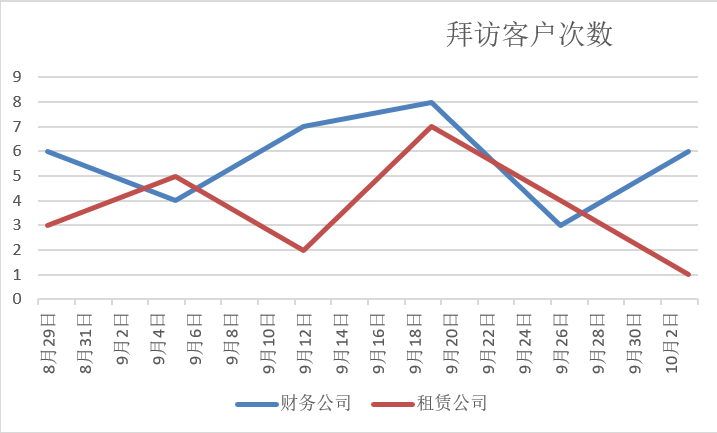 拜访客户次数
9
8
7
6
5
4
3
2
1
0
8月29日
8月31日
9月2日
9月4日
9月6日
9月8日
9月10日
9月12日
9月14日
9月16日
9月18日
9月20日
9月22日
9月24日
9月26日
9月28日
9月30日
10月2日
财务公司 租赁公司